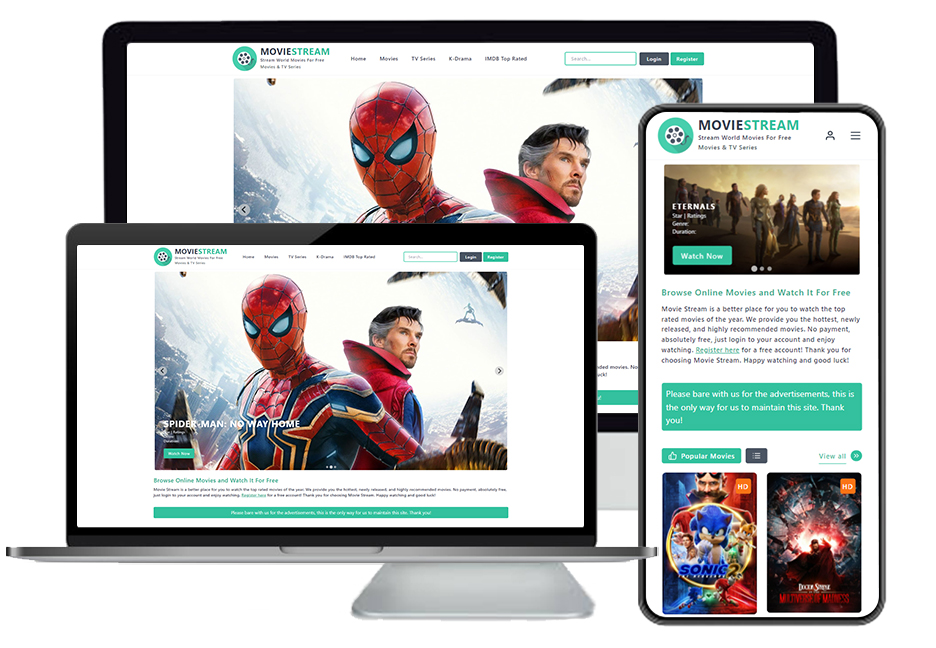 MOVIESTREAM
Stream World Movies For Free
Movies & TV Series
Home Movies TV Series K-Drama IMDB Top Rated
Search... Login Register
MOVIESTREAM
Stream World Movies For Free
Movies & TV Series
Home Movies TV Series K-Drama IMDB Top Rated
Search... Login Register
SPIDER-MAN: NO WAY HOME
Star | Ratings
Duration:
Watch Now
Browse Online Movies and Watch It For Free
Movie Stream is a better place for you to watch the top rated movies of the year. We provide you the hottest, newly released, and highly recommended movies. No payment, absolutely free,
just login to your account and enjoy watching. Register here for a free account! Thank you for choosing Movie Stream. Happy watching and good luck!
Please bare with us for the advertisements, this is the only way for us to maintain this site. Thank you!
movies. No
luck!
MOVIESTREAM
Stream World Movies For Free
Movies & TV Series
ETERNALS
Star | Ratings
Genre:
Duration:
Watch Now
Browse Online Movies and Watch It For Free
Movie Stream is a better place for you to watch the top
rated movies of the year. We provide you the hottest, newly
released, and highly recommended movies. No payment,
absolutely free, just login to your account and enjoy
watching. Register here for a free account! Thank you for
choosing Movie Stream. Happy watching and good luck!
Please bare with us for the advertisements, this is
the only way for us to maintain this site. Thank
you!
Popular Movies View all
HD
SONIC 2
THE HEDGEHOG
HD
DOCTOR STRANGE
IN THE
MULTIVERSE OF MADNESS